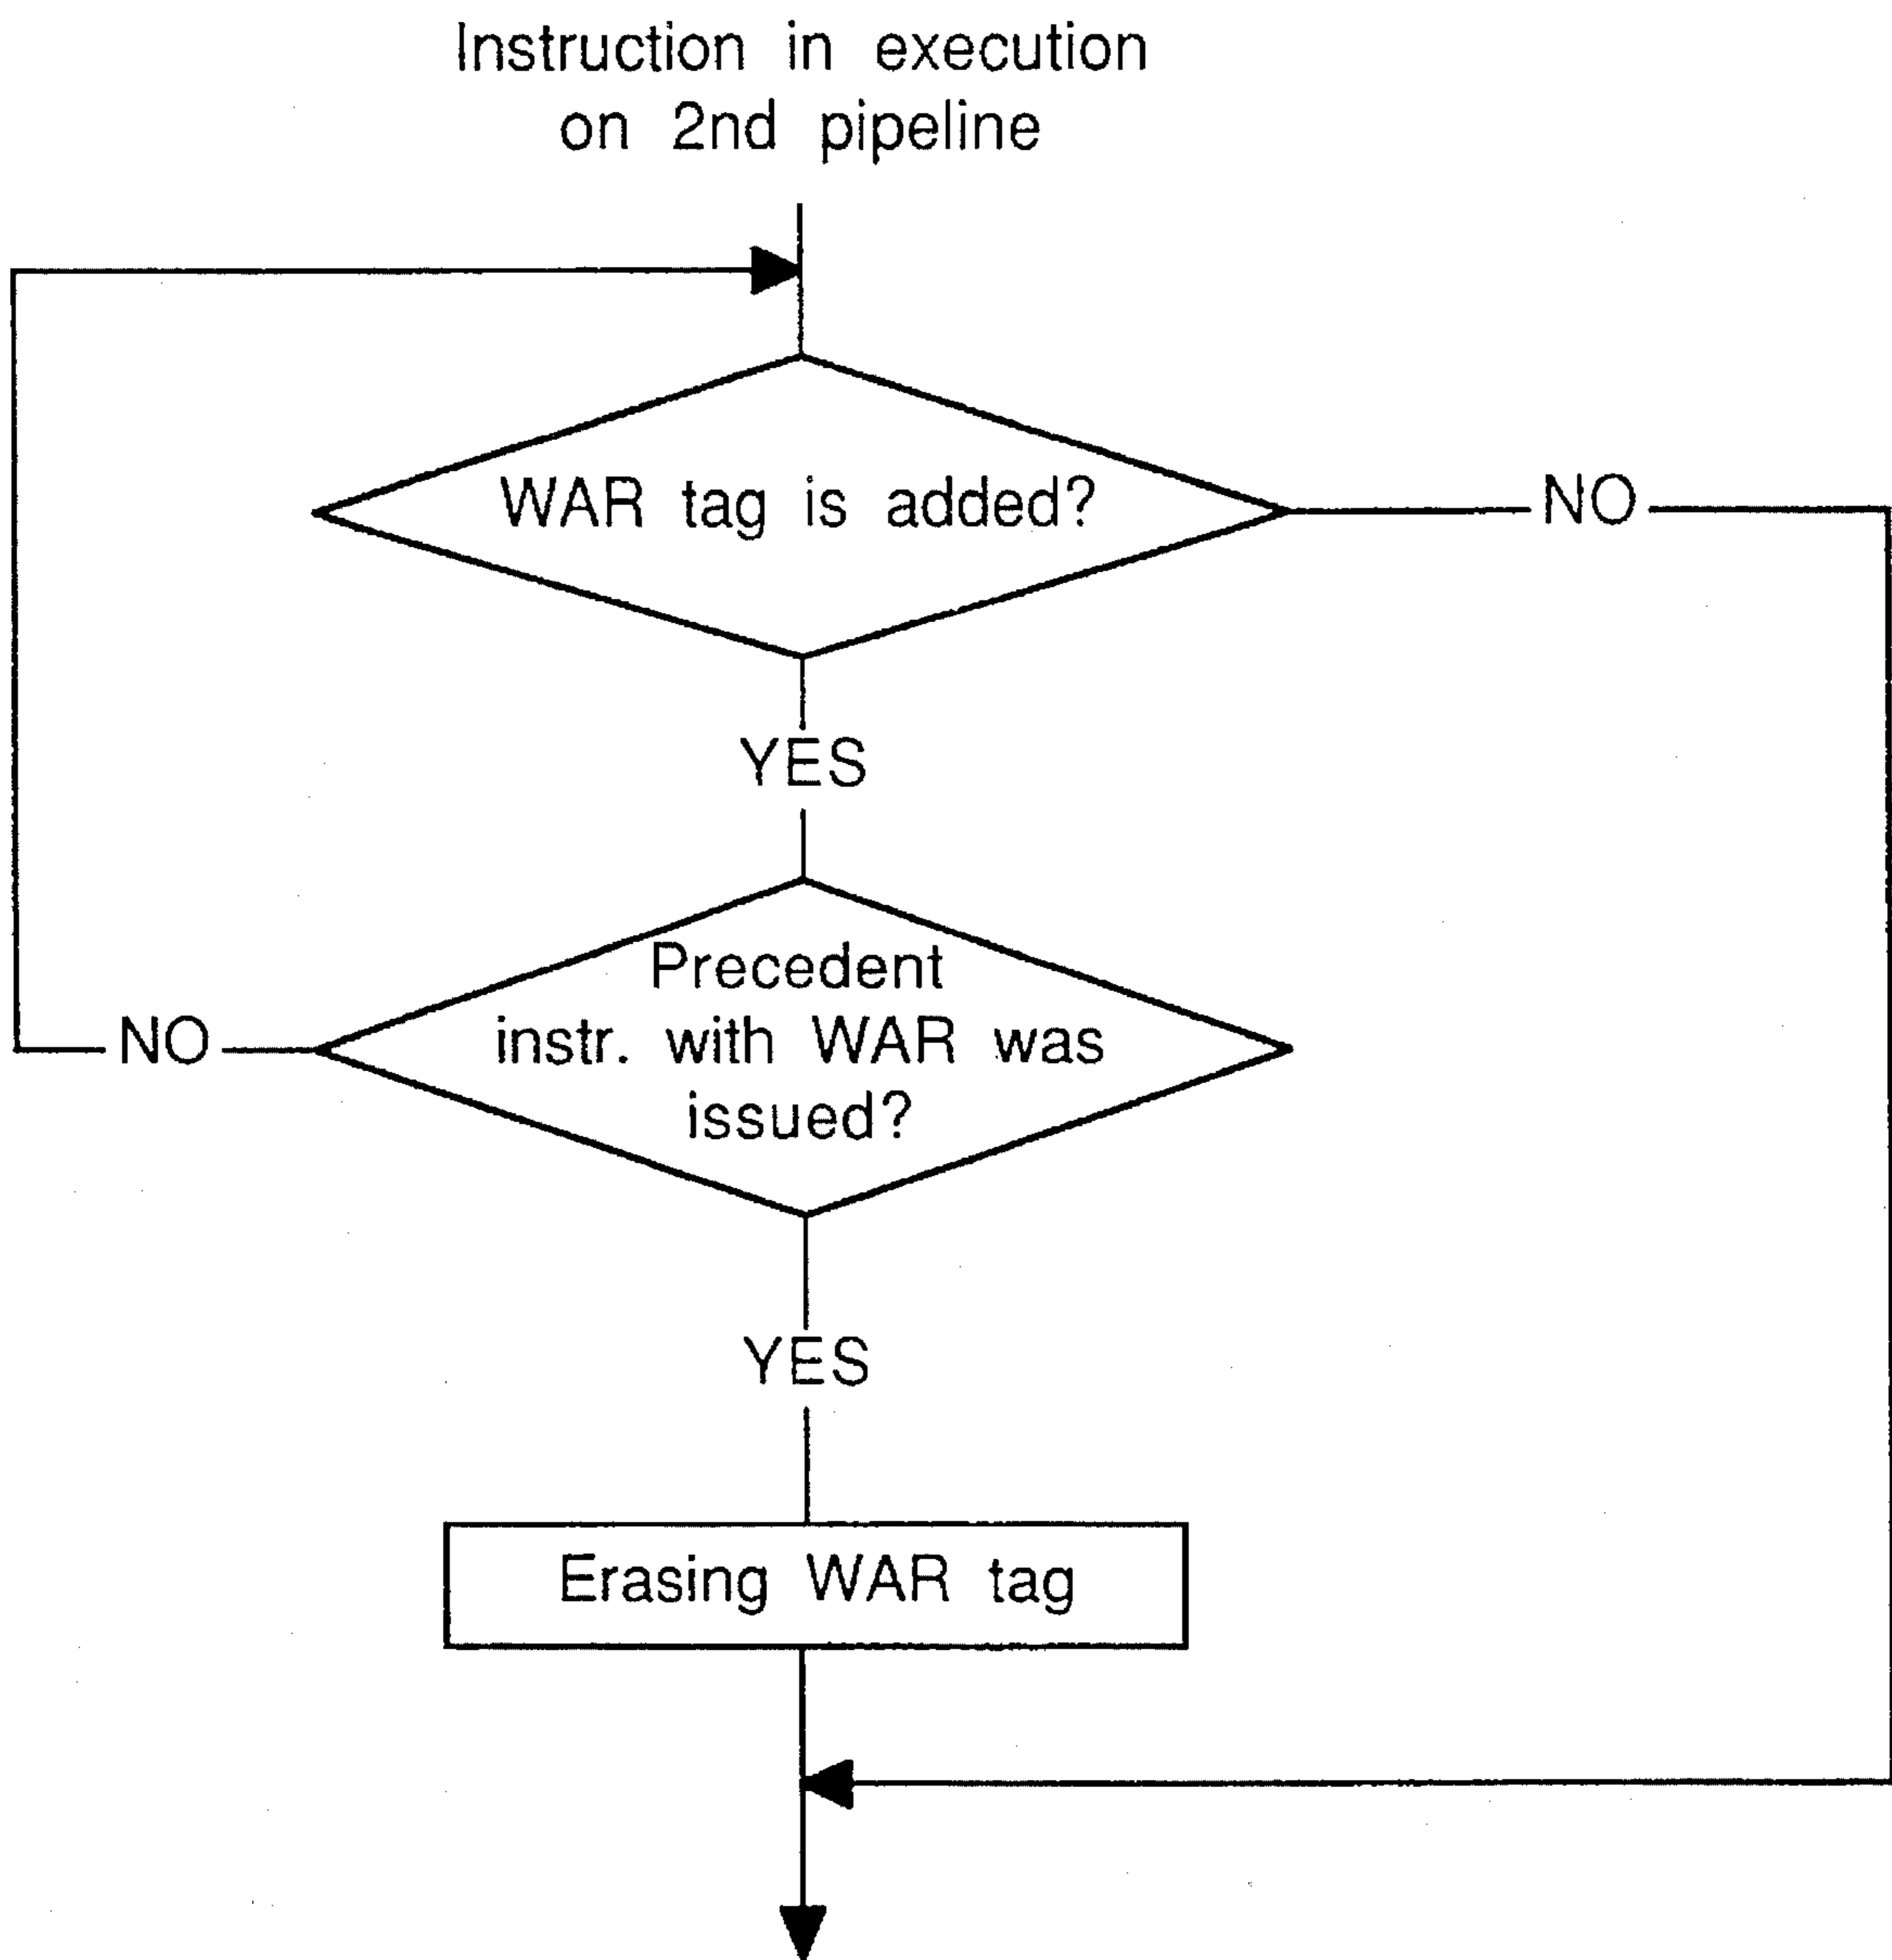 Instruction in execution
on 2nd pipeline
WAR tag is added?
NO
YES
Precedent
instr. with WAR was
issued?
NO
YES
Erasing WAR tag